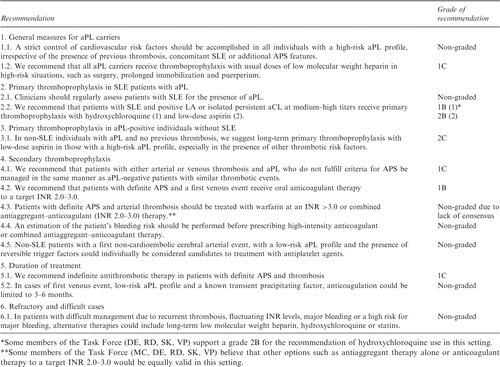 Recommendation
Grade of
recommendation
1. General measures for aPL carriers
1.1. A strict control of cardiovascular risk factors should be accomplished in all individuals with a high-risk aPL profile,
irrespective of the presence of previous thrombosis, concomitant SLE or additional APS features.
Non-graded
1.2. We recommend that all aPL carriers receive thromboprophylaxis with usual doses of low molecular weight heparin
in high-risk situations, such as surgery, prolonged immobilization and puerperium.
1C
2. Primary thromboprophylaxis in SLE patients with aPL
2.1. Clinicians should regularly assess patients with SLE for the presence of aPL.
Non-graded
2.2. We recommend that patients with SLE and positive LA or isolated persistent aCL at medium–high titers receive primary
thromboprophylaxis with hydroxychloroquine (1) and low-dose aspirin (2).
1B (1)*
2B (2)
3. Primary thromboprophylaxis in aPL-positive individuals without SLE
3.1. In non-SLE individuals with aPL and no previous thrombosis, we suggest long-term primary thromboprophylaxis with
low-dose aspirin in those with a high-risk aPL profile, especially in the presence of other thrombotic risk factors.
2C
4. Secondary thromboprophylaxis
4.1. We recommend that patients with either arterial or venous thrombosis and aPL who do not fulfill criteria for APS be
managed in the same manner as aPL-negative patients with similar thrombotic events.
1C
4.2. We recommend that patients with definite APS and a first venous event receive oral anticoagulant therapy
to a target INR 2.0–3.0.
1B
4.3. Patients with definite APS and arterial thrombosis should be treated with warfarin at an INR >3.0 or combined
antiaggregant–anticoagulant (INR 2.0–3.0) therapy.**
Non-graded due to
lack of consensus
4.4. An estimation of the patient's bleeding risk should be performed before prescribing high-intensity anticoagulant
or combined antiaggregant–anticoagulant therapy.
Non-graded
4.5. Non-SLE patients with a first non-cardioembolic cerebral arterial event, with a low-risk aPL profile and the presence of
reversible trigger factors could individually be considered candidates to treatment with antiplatelet agents.
Non-graded
5. Duration of treatment
5.1. We recommend indefinite antithrombotic therapy in patients with definite APS and thrombosis
1C
5.2. In cases of first venous event, low-risk aPL profile and a known transient precipitating factor, anticoagulation could be
limited to 3–6 months.
Non-graded
6. Refractory and difficult cases
6.1. In patients with difficult management due to recurrent thrombosis, fluctuating INR levels, major bleeding or a high risk for
major bleeding, alternative therapies could include long-term low molecular weight heparin, hydroxychloroquine or statins.
Non-graded
*Some members of the Task Force (DE, RD, SK, VP) support a grade 2B for the recommendation of hydroxychloroquine use in this setting.
**Some members of the Task Force (MC, DE, RD, SK, VP) believe that other options such as antiaggregant therapy alone or anticoagulant
therapy to a target INR 2.0–3.0 would be equally valid in this setting.